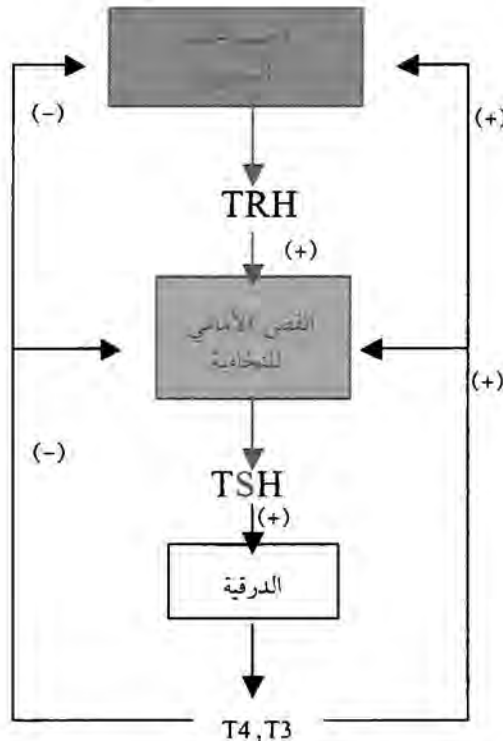 (-)
(+)
TRH
(+)
الفص الأمامي
للنخامية
(+)
(-)
TSH
(+)
الدرقية
T4,T3